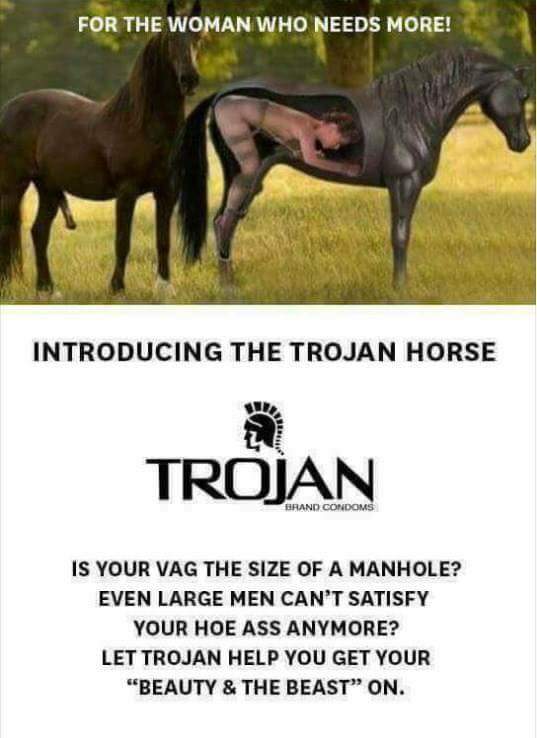 FOR THE WOMAN WHO NEEDS MORE!
INTRODUCING THE TROJAN HORSE
TROJAN
BRAND CONDOMS
IS YOUR VAG THE SIZE OF A MANHOLE?
EVEN LARGE MEN CAN'T SATISFY
YOUR HOE ASS ANYMORE?
LET TROJAN HELP YOU GET YOUR
“BEAUTY & THE BEAST” ON.